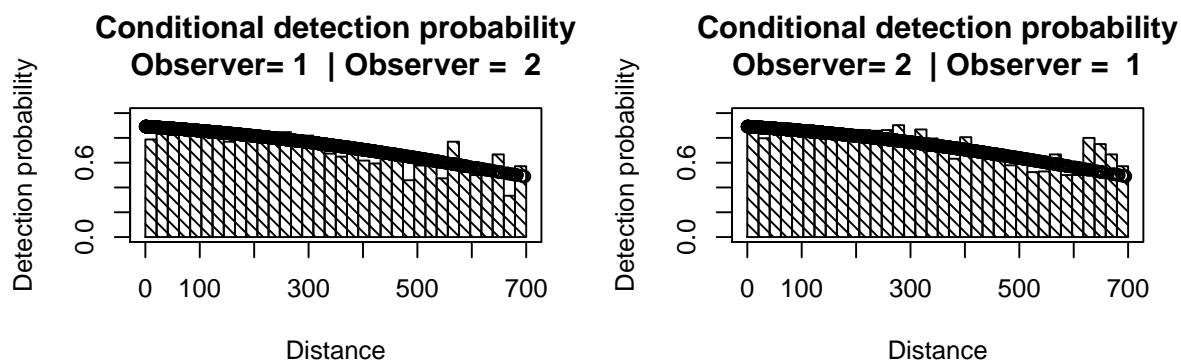 Conditional detection probability
Observer= 1 | Observer = 2
Detection probability
0.6
0.0
0 100 300 500 700
Distance
Conditional detection probability
Observer= 2 | Observer = 1
Detection probability
0.6
0.0
0 100 300 500 700
Distance